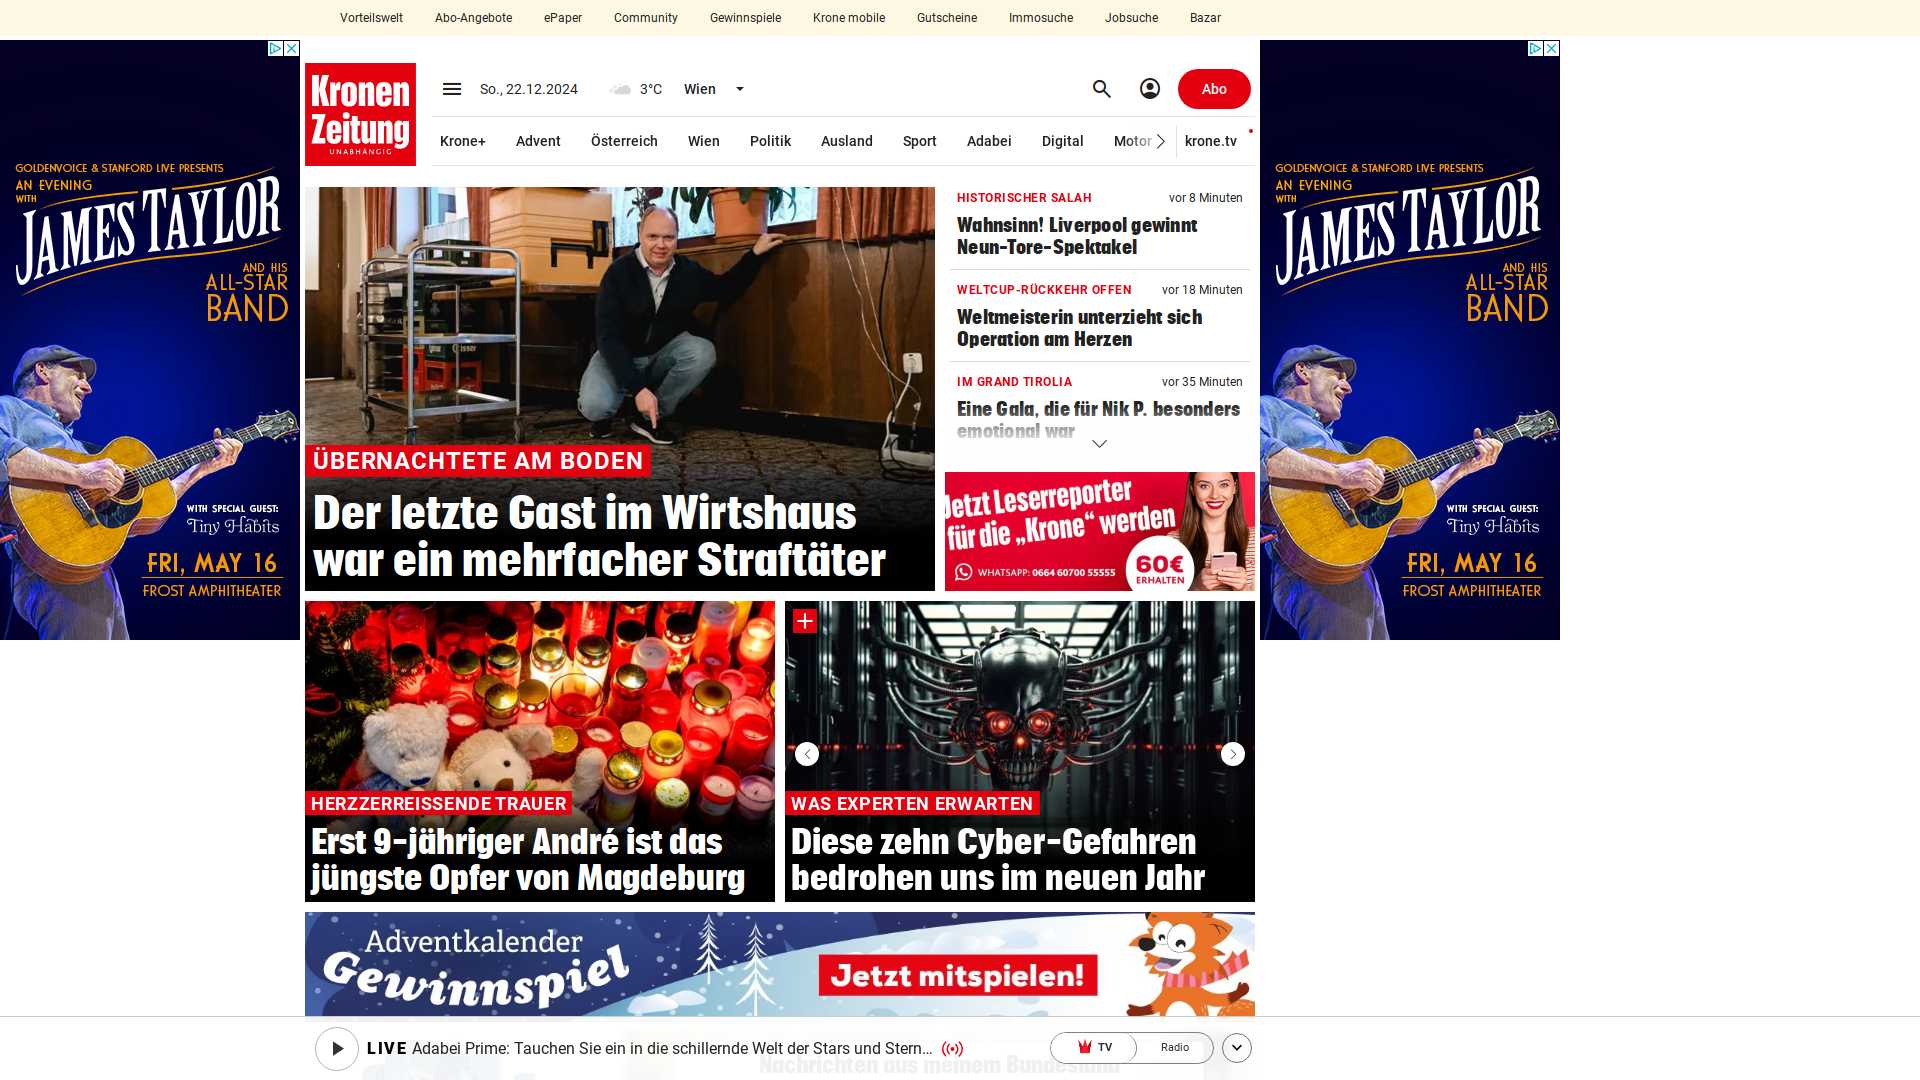 Vorteilswelt Abo-Angebote ePaper Community Gewinnspiele Krone mobile Gutscheine Immosuche Jobsuche Bazar
Kronen
Zeitung
UNABHÄNGIG
So., 22.12.2024 3°C Wien
Abo
Krone+ Advent Österreich Wien Politik Ausland Sport Adabei Digital Motor krone.tv
GOLDENVOICE & STANFORD LIVE PRESENTS
AN EVENING
WITH
JAMES TAYLOR
AND HIS
ALL-STAR
BAND
WITH SPECIAL GUEST:
Tiny Habits
FRI, MAY 16
FROST AMPHITHEATER
ÜBERNACHTETE AM BODEN
Der letzte Gast im Wirtshaus
war ein mehrfacher Straftäter
HISTORISCHER SALAH vor 8 Minuten
Wahnsinn! Liverpool gewinnt
Neun-Tore-Spektakel
WELTCUP-RÜCKKEHR OFFEN vor 18 Minuten
Weltmeisterin unterzieht sich
Operation am Herzen
IM GRAND TIROLIA vor 35 Minuten
Eine Gala, die für Nik P. besonders
emotional war
Jetzt Leserreporter
für die „Krone“ werden
WHATSAPP: 0664 60700 55555
60€
ERHALTEN
GOLDENVOICE & STANFORD LIVE PRESENTS
AN EVENING
WITH
JAMES TAYLOR
AND HIS
ALL-STAR
BAND
WITH SPECIAL GUEST:
Tiny Habits
FRI, MAY 16
FROST AMPHITHEATER
HERZZERREISSENDE TRAUER
Erst 9-jähriger André ist das
jüngste Opfer von Magdeburg
WAS EXPERTEN ERWARTEN
Diese zehn Cyber-Gefahren
bedrohen uns im neuen Jahr
Adventkalender
Gewinnspiel
Jetzt mitspielen!
LIVE Adabei Prime: Tauchen Sie ein in die schillernde Welt der Stars und Stern...
TV Radio
Nachrichten aus meinem Bundesland